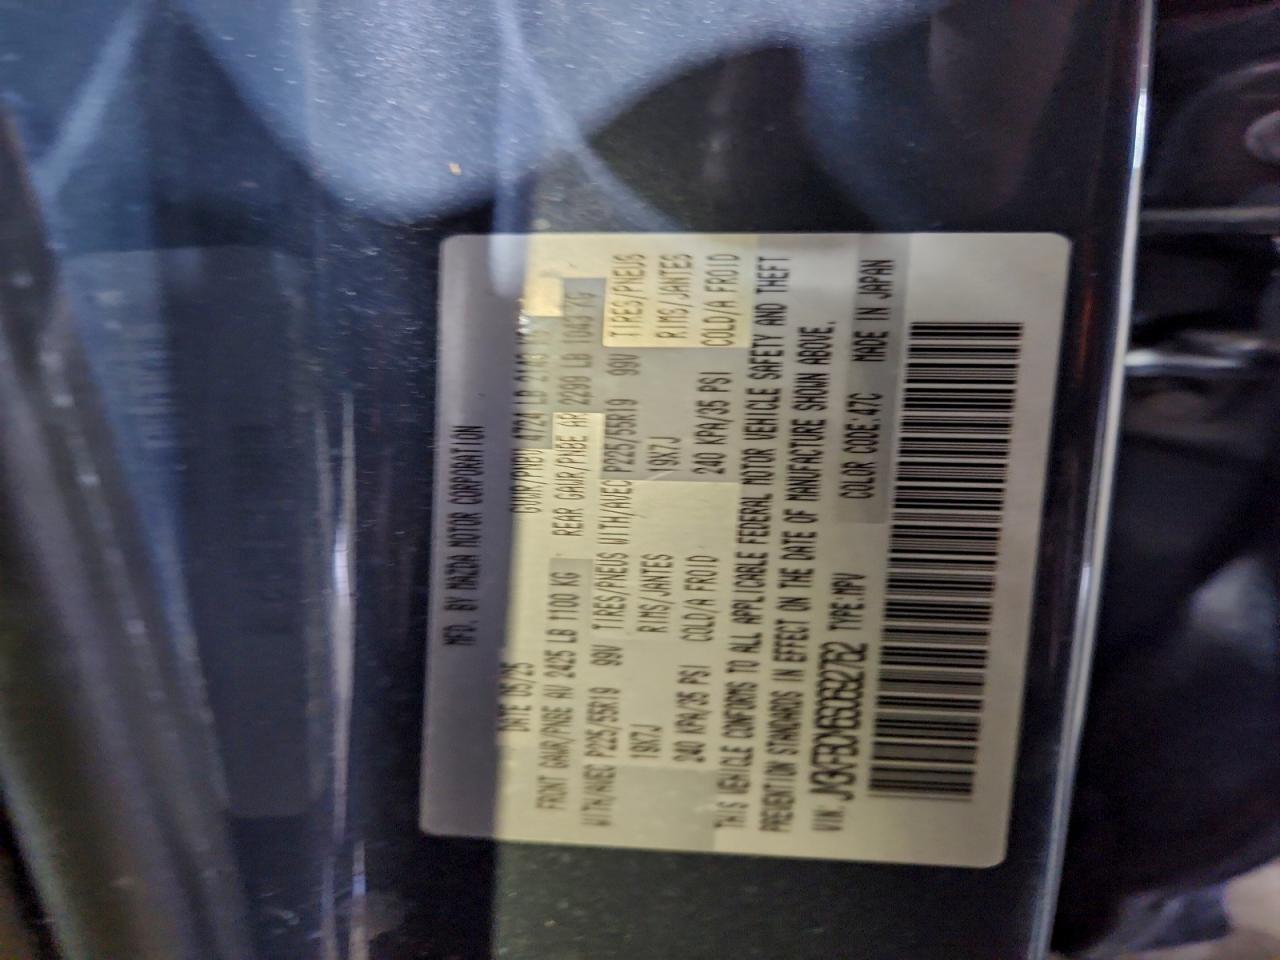 MFD. BY MAZDA MOTOR CORPORATION
DATE 05/25 GVWR/PNBV 4724 LB
FRONT GAWR/PNBE AV 2425 LB 1100 KG REAR GAWR/PNBE AR 2299 LB 1043 KG
WITH/AVEC P225/55R19 99V TIRES/PNEUS WITH/AVEC P225/55R19 99V TIRES/PNEUS
19X7J RIMS/JANTES 19X7J RIMS/JANTES
240 KPA/35 PSI COLD/A FROID 240 KPA/35 PSI COLD/A FROID
THIS VEHICLE CONFORMS TO ALL APPLICABLE FEDERAL MOTOR VEHICLE SAFETY AND THEFT
PREVENTION STANDARDS IN EFFECT ON THE DATE OF MANUFACTURE SHOWN ABOVE.
VIN. TYPE.MPV COLOR CODE.47C MADE IN JAPAN